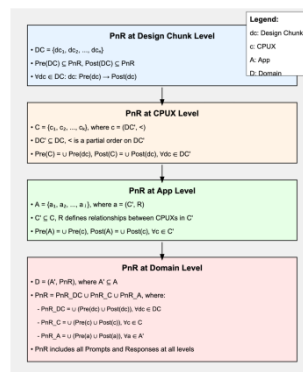 PnR at Design Chunk Level
• DC = {dc₁, dc₂, ..., dcₙ}
• Pre(DC) ⊆ PnR, Post(DC) ⊆ PnR
• ∀dc ∈ DC: dc: Pre(dc) → Post(dc)
Legend:
dc: Design Chunk
c: CPUX
A: App
D: Domain
PnR at CPUX Level
• C = {c₁, c₂, ..., cₖ}, where c = (DC', <)
• DC' ⊆ DC, < is a partial order on DC'
• Pre(C) = ∪ Pre(dc), Post(C) = ∪ Post(dc), ∀dc ∈ DC'
PnR at App Level
• A = {a₁, a₂, ..., a ₗ}, where a = (C', R)
• C' ⊆ C, R defines relationships between CPUXs in C'
• Pre(A) = ∪ Pre(c), Post(A) = ∪ Post(c), ∀c ∈ C'
PnR at Domain Level
• D = (A', PnR), where A' ⊆ A
• PnR = PnR_DC ∪ PnR_C ∪ PnR_A, where:
- PnR_DC = ∪ (Pre(dc) ∪ Post(dc)), ∀dc ∈ DC
- PnR_C = ∪ (Pre(c) ∪ Post(c)), ∀c ∈ C
- PnR_A = ∪ (Pre(a) ∪ Post(a)), ∀a ∈ A'
• PnR includes all Prompts and Responses at all levels